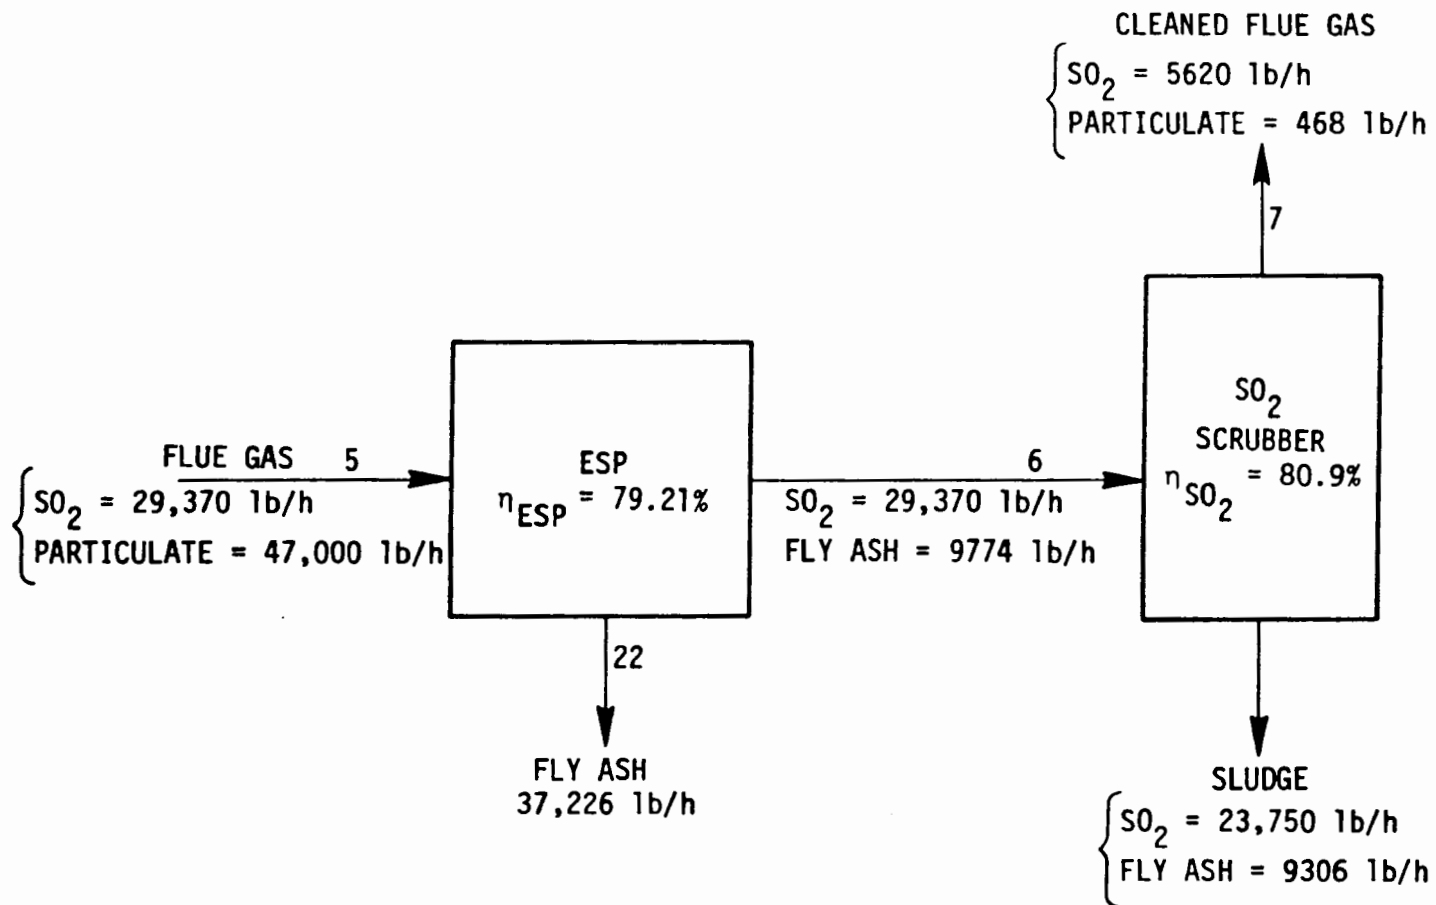 CLEANED FLUE GAS
SO2 = 5620 lb/h
PARTICULATE = 468 lb/h
7
FLUE GAS
5
SO2 = 29,370 lb/h
PARTICULATE = 47,000 lb/h
ESP
ηESP = 79.21%
6
SO2 = 29,370 lb/h
FLY ASH = 9774 lb/h
SO2
SCRUBBER
ηSO2 = 80.9%
22
FLY ASH
37,226 lb/h
SLUDGE
SO2 = 23,750 lb/h
FLY ASH = 9306 lb/h